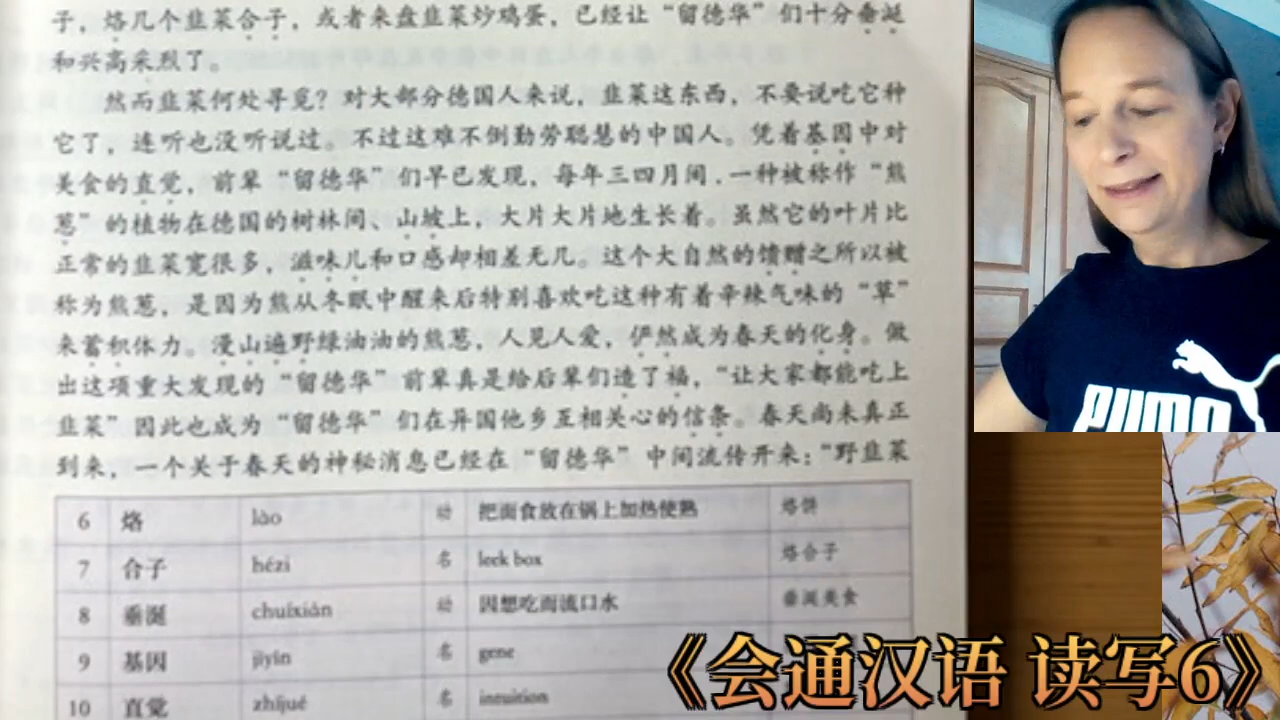 子，烙几个韭菜合子，或者来盘韭菜炒鸡蛋，已经让“留德华”们十分垂涎
和兴高采烈了。
然而韭菜何处寻觅？对大部分德国人来说，韭菜这东西，不要说吃它种
它了，连听也没听说过。不过这难不倒勤劳聪慧的中国人。凭着基因中对
美食的直觉，前辈“留德华”们早已发现，每年三四月间，一种被称作“熊
葱”的植物在德国的树林间、山坡上，大片大片地生长着。虽然它的叶片比
正常的韭菜宽很多，滋味儿和口感却相差无几。这个大自然的馈赠之所以被
称为熊葱，是因为熊从冬眠中醒来后特别喜欢吃这种有着辛辣气味的“草”
来蓄积体力。漫山遍野绿油油的熊葱，人见人爱，俨然成为春天的化身。做
出这项重大发现的“留德华”前辈真是给后辈们造了福，“让大家都能吃上
韭菜”因此也成为“留德华”们在异国他乡互相关心的信条。春天尚未真正
到来，一个关于春天的神秘消息已经在“留德华”中间流传开来：“野韭菜
6 烙 lào 动 把面食放在锅上加热使熟 烙饼
7 合子 hézi 名 leek box 烙合子
8 垂涎 chuíxián 动 因想吃而流口水 垂涎美食
9 基因 jīyīn 名 gene
10 直觉 zhíjué 名 intuition
PUMA
《会通汉语 读写6》